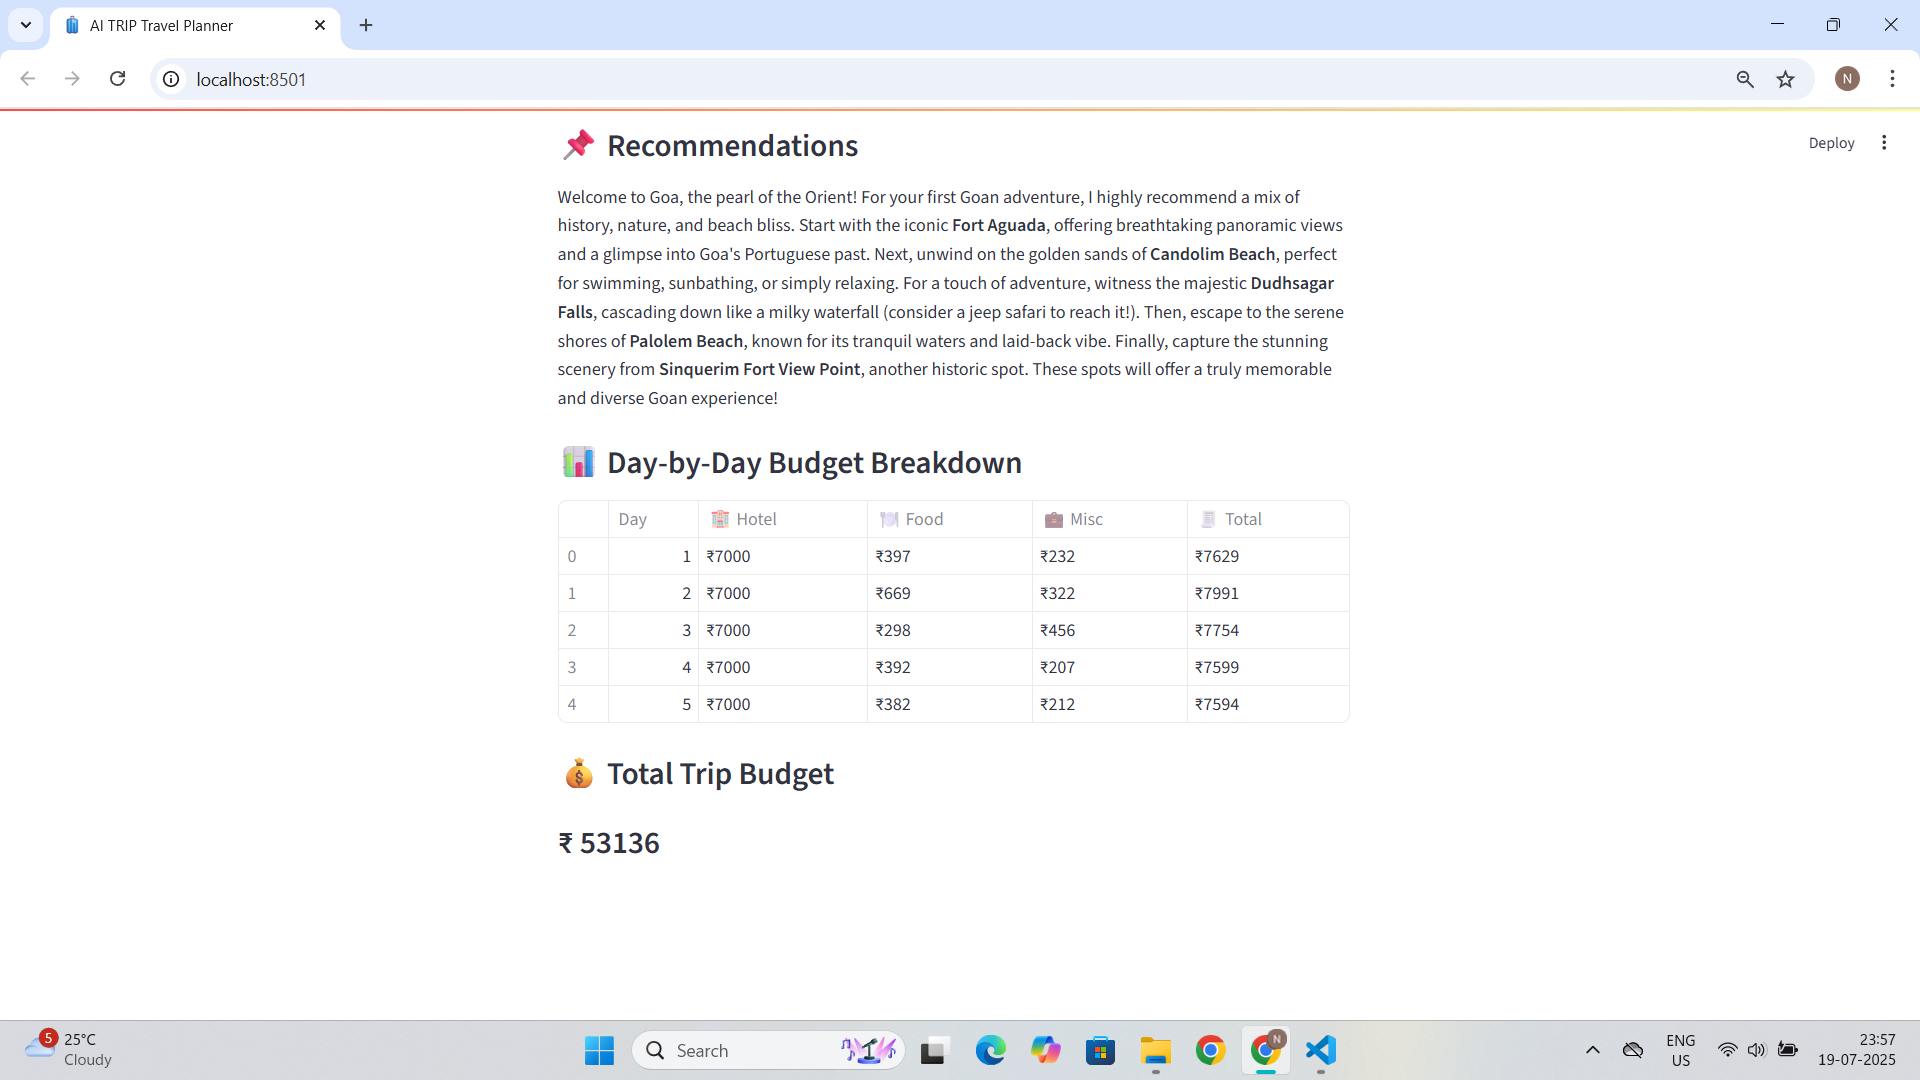 AI TRIP Travel Planner
localhost:8501
N
Deploy
Recommendations
Welcome to Goa, the pearl of the Orient! For your first Goan adventure, I highly recommend a mix of
history, nature, and beach bliss. Start with the iconic Fort Aguada, offering breathtaking panoramic views
and a glimpse into Goa's Portuguese past. Next, unwind on the golden sands of Candolim Beach, perfect
for swimming, sunbathing, or simply relaxing. For a touch of adventure, witness the majestic Dudhsagar
Falls, cascading down like a milky waterfall (consider a jeep safari to reach it!). Then, escape to the serene
shores of Palolem Beach, known for its tranquil waters and laid-back vibe. Finally, capture the stunning
scenery from Sinquerim Fort View Point, another historic spot. These spots will offer a truly memorable
and diverse Goan experience!
Day-by-Day Budget Breakdown
Day Hotel Food Misc Total
0 1 ₹7000 ₹397 ₹232 ₹7629
1 2 ₹7000 ₹669 ₹322 ₹7991
2 3 ₹7000 ₹298 ₹456 ₹7754
3 4 ₹7000 ₹392 ₹207 ₹7599
4 5 ₹7000 ₹382 ₹212 ₹7594
Total Trip Budget
₹ 53136
5
25°C
Cloudy
Search
N
ENG
US
23:57
19-07-2025